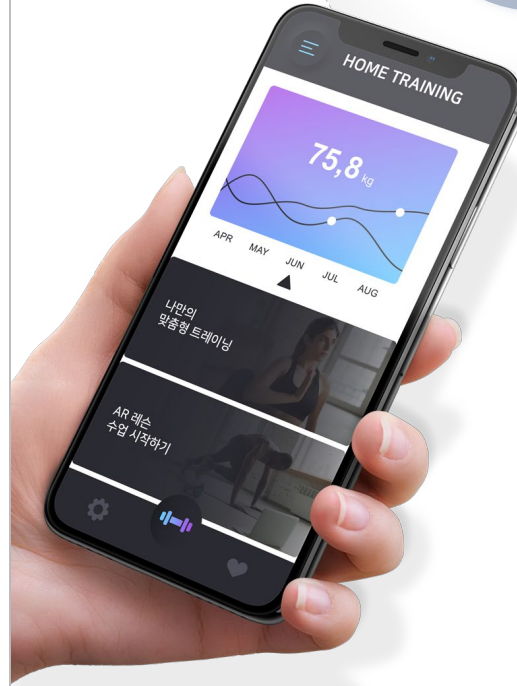 HOME TRAINING
75,8 kg
APR MAY JUN JUL AUG
나만의
맞춤형 트레이닝
AR 레슨
수업 시작하기